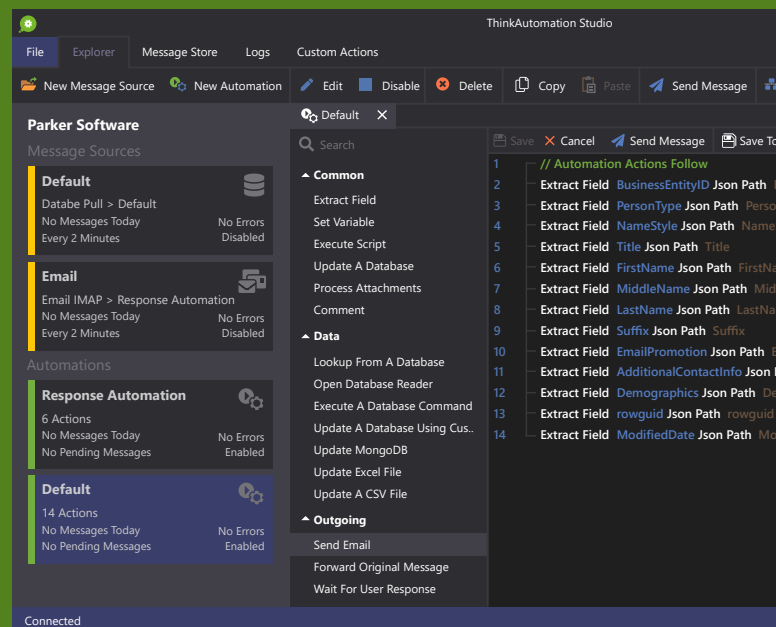 ThinkAutomation Studio
File Explorer Message Store Logs Custom Actions
New Message Source New Automation Edit Disable Delete Copy Paste Send Message
Parker Software
Message Sources
Default
Databe Pull > Default
No Messages Today No Errors
Every 2 Minutes Disabled
Email
Email IMAP > Response Automation
No Messages Today No Errors
Every 2 Minutes Disabled
Automations
Response Automation
6 Actions
No Messages Today No Errors
No Pending Messages Enabled
Default
14 Actions
No Messages Today No Errors
No Pending Messages Enabled
Default
Search
Common
Extract Field
Set Variable
Execute Script
Update A Database
Process Attachments
Comment
Data
Lookup From A Database
Open Database Reader
Execute A Database Command
Update A Database Using Cus..
Update MongoDB
Update Excel File
Update A CSV File
Outgoing
Send Email
Forward Original Message
Wait For User Response
Save Cancel Send Message Save To
1 // Automation Actions Follow
2 Extract Field BusinessEntityID Json Path
3 Extract Field PersonType Json Path Perso
4 Extract Field NameStyle Json Path Name
5 Extract Field Title Json Path Title
6 Extract Field FirstName Json Path FirstNa
7 Extract Field MiddleName Json Path Mid
8 Extract Field LastName Json Path LastNa
9 Extract Field Suffix Json Path Suffix
10 Extract Field EmailPromotion Json Path E
11 Extract Field AdditionalContactInfo Json
12 Extract Field Demographics Json Path De
13 Extract Field rowguid Json Path rowguid
14 Extract Field ModifiedDate Json Path Mo
Connected